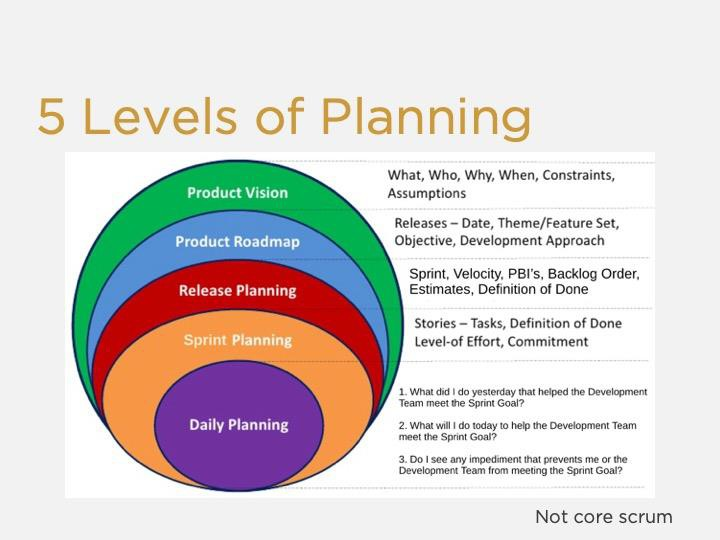 5 Levels of Planning
Product Vision
What, Who, Why, When, Constraints,
Assumptions
Product Roadmap
Releases – Date, Theme/Feature Set,
Objective, Development Approach
Release Planning
Sprint, Velocity, PBI's, Backlog Order,
Estimates, Definition of Done
Sprint Planning
Stories – Tasks, Definition of Done
Level-of Effort, Commitment
Daily Planning
1. What did I do yesterday that helped the Development
Team meet the Sprint Goal?
2. What will I do today to help the Development Team
meet the Sprint Goal?
3. Do I see any impediment that prevents me or the
Development Team from meeting the Sprint Goal?
Not core scrum